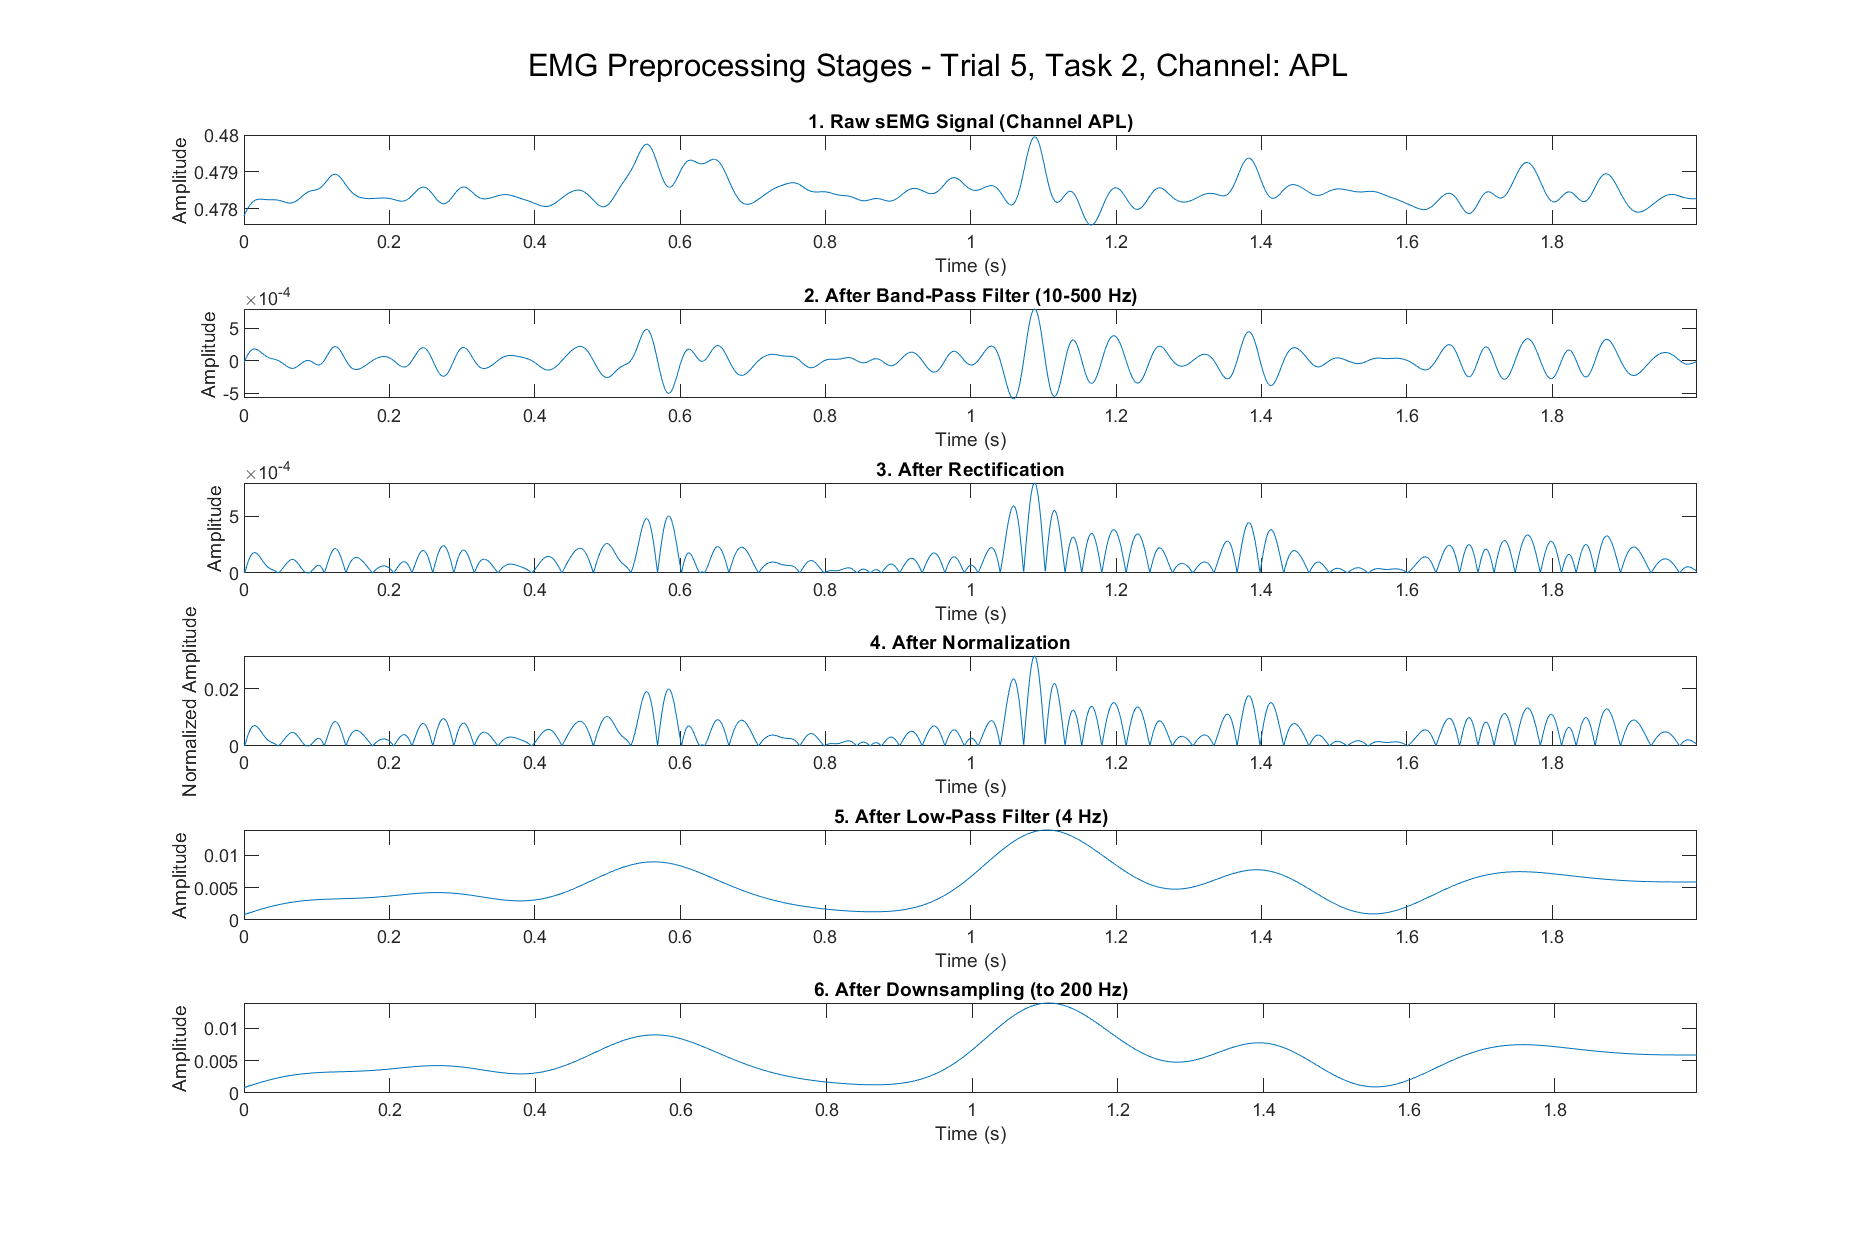 EMG Preprocessing Stages - Trial 5, Task 2, Channel: APL
1. Raw sEMG Signal (Channel APL)
Amplitude
0.48
0.479
0.478
0 0.2 0.4 0.6 0.8 1 1.2 1.4 1.6 1.8
Time (s)
×10-4
2. After Band-Pass Filter (10-500 Hz)
Amplitude
5
0
-5
0 0.2 0.4 0.6 0.8 1 1.2 1.4 1.6 1.8
Time (s)
×10-4
3. After Rectification
Amplitude
5
0
0 0.2 0.4 0.6 0.8 1 1.2 1.4 1.6 1.8
Time (s)
4. After Normalization
Normalized Amplitude
0.02
0
0 0.2 0.4 0.6 0.8 1 1.2 1.4 1.6 1.8
Time (s)
5. After Low-Pass Filter (4 Hz)
Amplitude
0.01
0.005
0
0 0.2 0.4 0.6 0.8 1 1.2 1.4 1.6 1.8
Time (s)
6. After Downsampling (to 200 Hz)
Amplitude
0.01
0.005
0
0 0.2 0.4 0.6 0.8 1 1.2 1.4 1.6 1.8
Time (s)